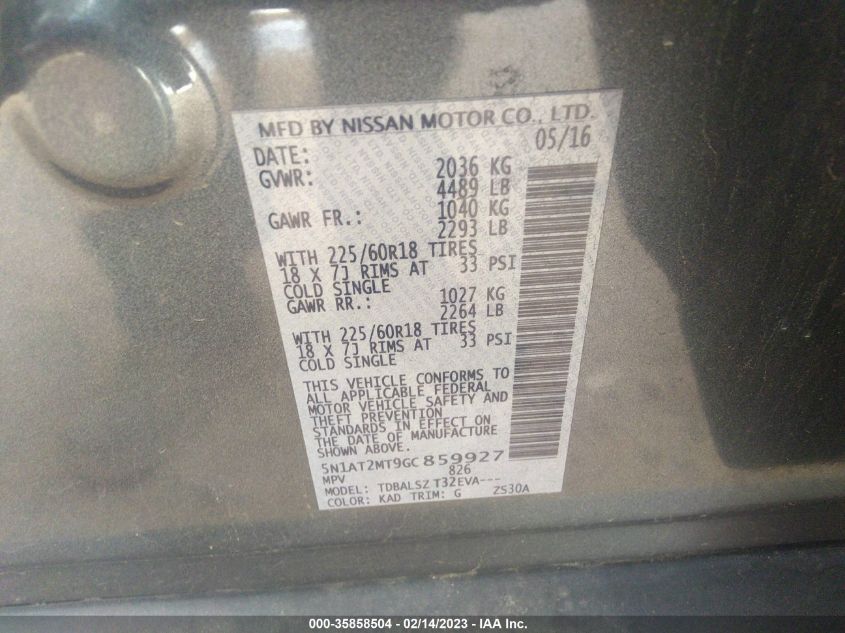 MFD BY NISSAN MOTOR CO., LTD.
DATE: 05/16
GVWR: 2036 KG
4489 LB
GAWR FR.: 1040 KG
2293 LB
WITH 225/60R18 TIRES
18 X 7J RIMS AT 33 PSI
COLD SINGLE
GAWR RR.: 1027 KG
2264 LB
WITH 225/60R18 TIRES
18 X 7J RIMS AT 33 PSI
COLD SINGLE
THIS VEHICLE CONFORMS TO
ALL APPLICABLE FEDERAL
MOTOR VEHICLE SAFETY AND
THEFT PREVENTION
STANDARDS IN EFFECT ON
THE DATE OF MANUFACTURE
SHOWN ABOVE.
5N1AT2MT9GC859927
MPV 826
MODEL: TDBALSZ T32EVA---
COLOR: KAD TRIM: G ZS30A
000-35858504 - 02/14/2023 - IAA Inc.